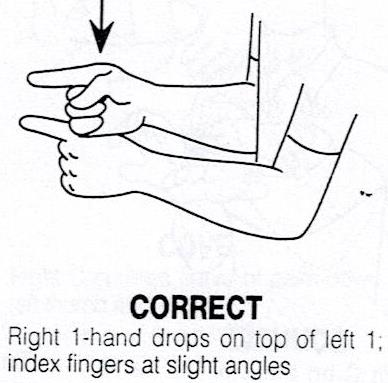 CORRECT
Right 1-hand drops on top of left 1;
index fingers at slight angles